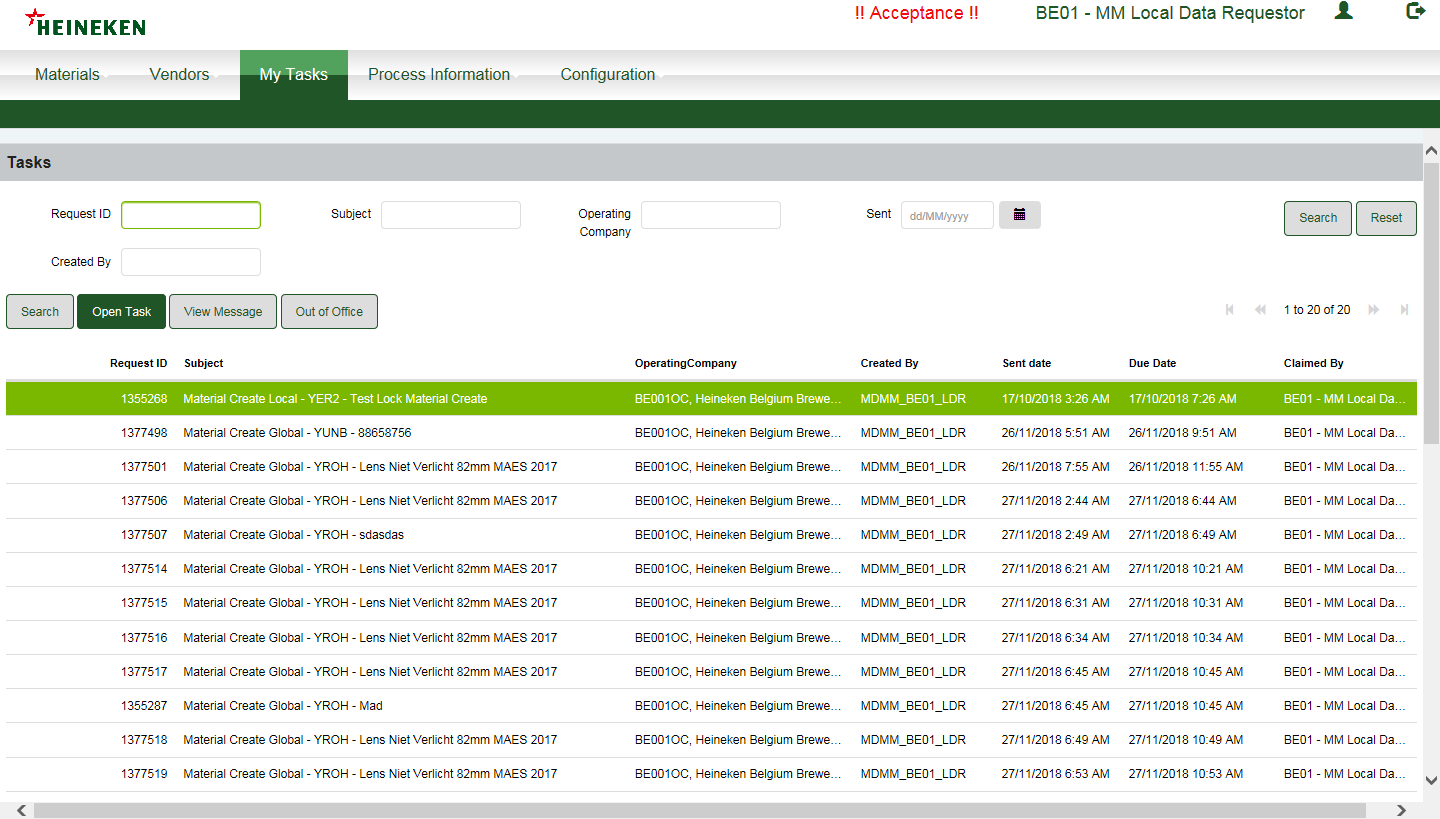 HEINEKEN
!! Acceptance !! BE01 - MM Local Data Requestor
Materials Vendors My Tasks Process Information Configuration
Tasks
Request ID Subject Operating Company Sent dd/MM/yyyy Search Reset
Created By
Search Open Task View Message Out of Office 1 to 20 of 20
Request ID Subject OperatingCompany Created By Sent date Due Date Claimed By
1355268 Material Create Local - YER2 - Test Lock Material Create BE001OC, Heineken Belgium Brewe... MDMM_BE01_LDR 17/10/2018 3:26 AM 17/10/2018 7:26 AM BE01 - MM Local Da...
1377498 Material Create Global - YUNB - 88658756 BE001OC, Heineken Belgium Brewe... MDMM_BE01_LDR 26/11/2018 5:51 AM 26/11/2018 9:51 AM BE01 - MM Local Da...
1377501 Material Create Global - YROH - Lens Niet Verlicht 82mm MAES 2017 BE001OC, Heineken Belgium Brewe... MDMM_BE01_LDR 26/11/2018 7:55 AM 26/11/2018 11:55 AM BE01 - MM Local Da...
1377506 Material Create Global - YROH - Lens Niet Verlicht 82mm MAES 2017 BE001OC, Heineken Belgium Brewe... MDMM_BE01_LDR 27/11/2018 2:44 AM 27/11/2018 6:44 AM BE01 - MM Local Da...
1377507 Material Create Global - YROH - sdasdas BE001OC, Heineken Belgium Brewe... MDMM_BE01_LDR 27/11/2018 2:49 AM 27/11/2018 6:49 AM BE01 - MM Local Da...
1377514 Material Create Global - YROH - Lens Niet Verlicht 82mm MAES 2017 BE001OC, Heineken Belgium Brewe... MDMM_BE01_LDR 27/11/2018 6:21 AM 27/11/2018 10:21 AM BE01 - MM Local Da...
1377515 Material Create Global - YROH - Lens Niet Verlicht 82mm MAES 2017 BE001OC, Heineken Belgium Brewe... MDMM_BE01_LDR 27/11/2018 6:31 AM 27/11/2018 10:31 AM BE01 - MM Local Da...
1377516 Material Create Global - YROH - Lens Niet Verlicht 82mm MAES 2017 BE001OC, Heineken Belgium Brewe... MDMM_BE01_LDR 27/11/2018 6:34 AM 27/11/2018 10:34 AM BE01 - MM Local Da...
1377517 Material Create Global - YROH - Lens Niet Verlicht 82mm MAES 2017 BE001OC, Heineken Belgium Brewe... MDMM_BE01_LDR 27/11/2018 6:45 AM 27/11/2018 10:45 AM BE01 - MM Local Da...
1355287 Material Create Global - YROH - Mad BE001OC, Heineken Belgium Brewe... MDMM_BE01_LDR 27/11/2018 6:45 AM 27/11/2018 10:45 AM BE01 - MM Local Da...
1377518 Material Create Global - YROH - Lens Niet Verlicht 82mm MAES 2017 BE001OC, Heineken Belgium Brewe... MDMM_BE01_LDR 27/11/2018 6:49 AM 27/11/2018 10:49 AM BE01 - MM Local Da...
1377519 Material Create Global - YROH - Lens Niet Verlicht 82mm MAES 2017 BE001OC, Heineken Belgium Brewe... MDMM_BE01_LDR 27/11/2018 6:53 AM 27/11/2018 10:53 AM BE01 - MM Local Da...